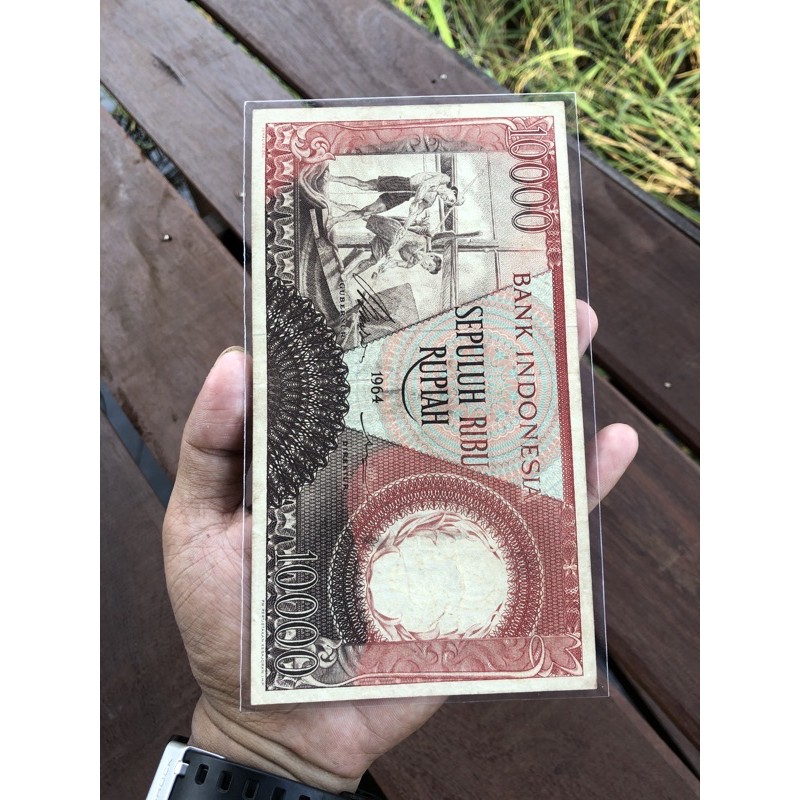 10000
BANK INDONESIA
SEPULUH RIBU
RUPIAH
1964
10000